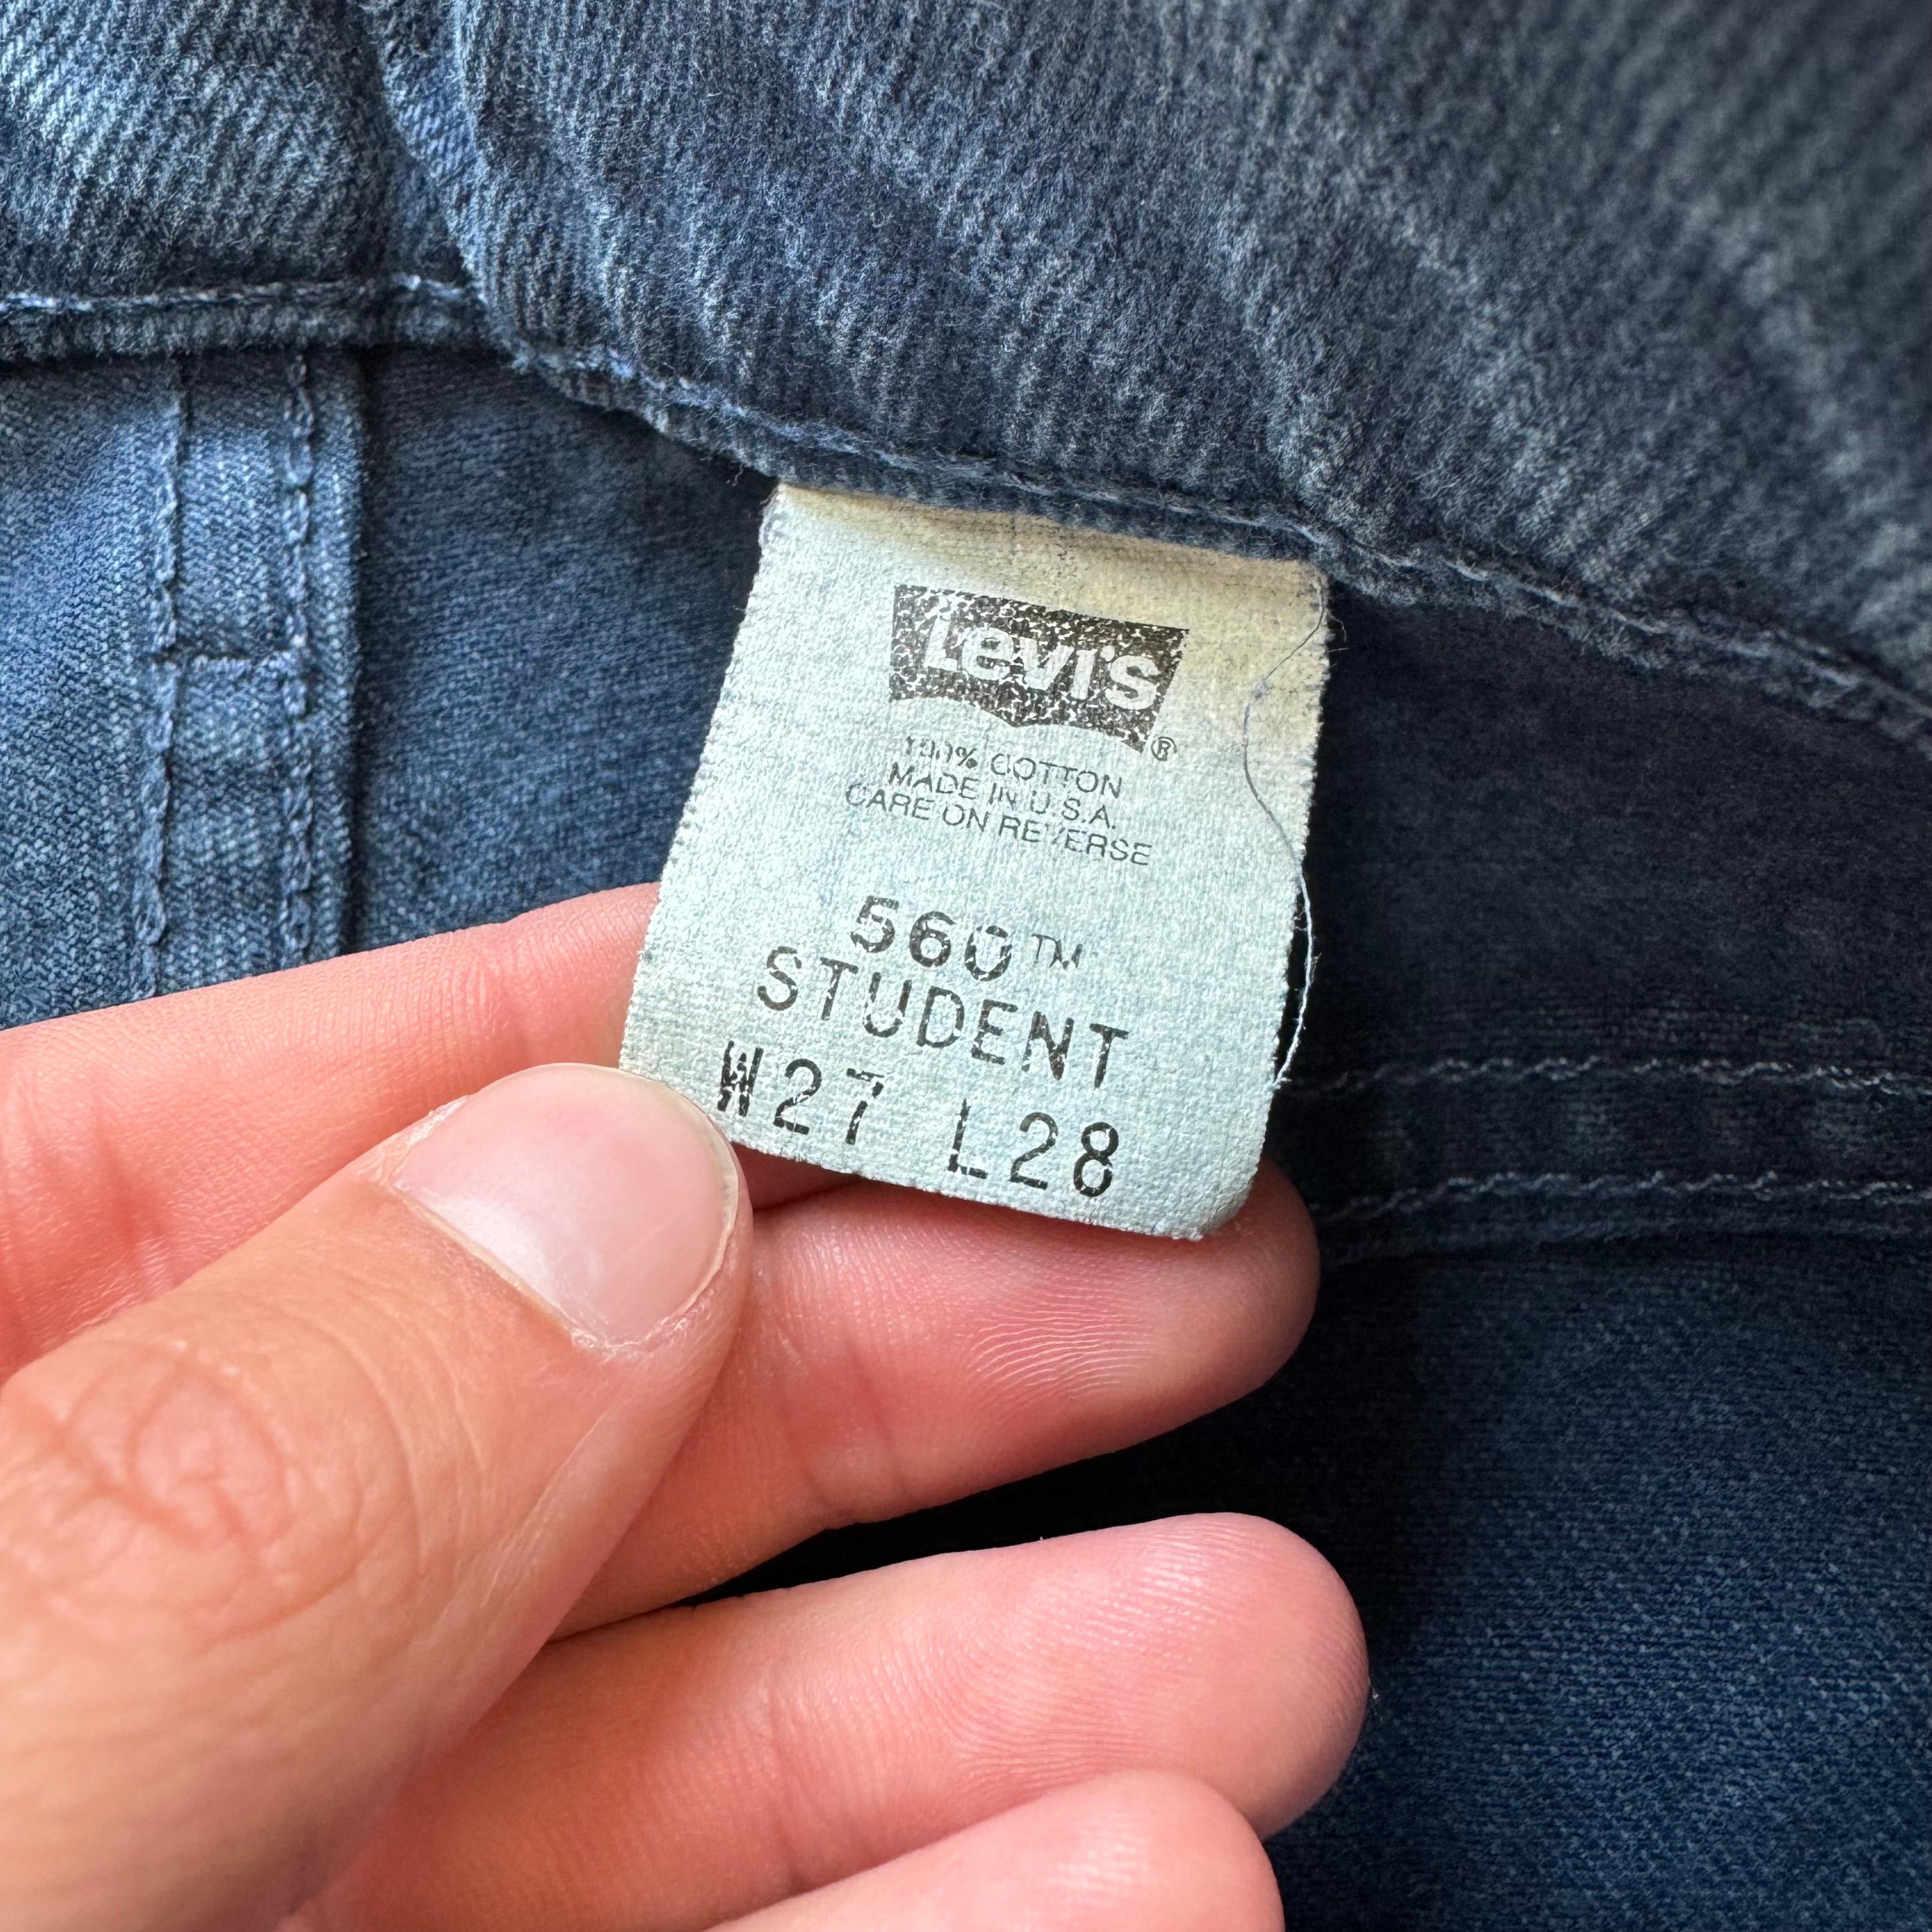 Levi's®
100% COTTON
MADE IN U.S.A.
CARE ON REVERSE
560™
STUDENT
W27 L28